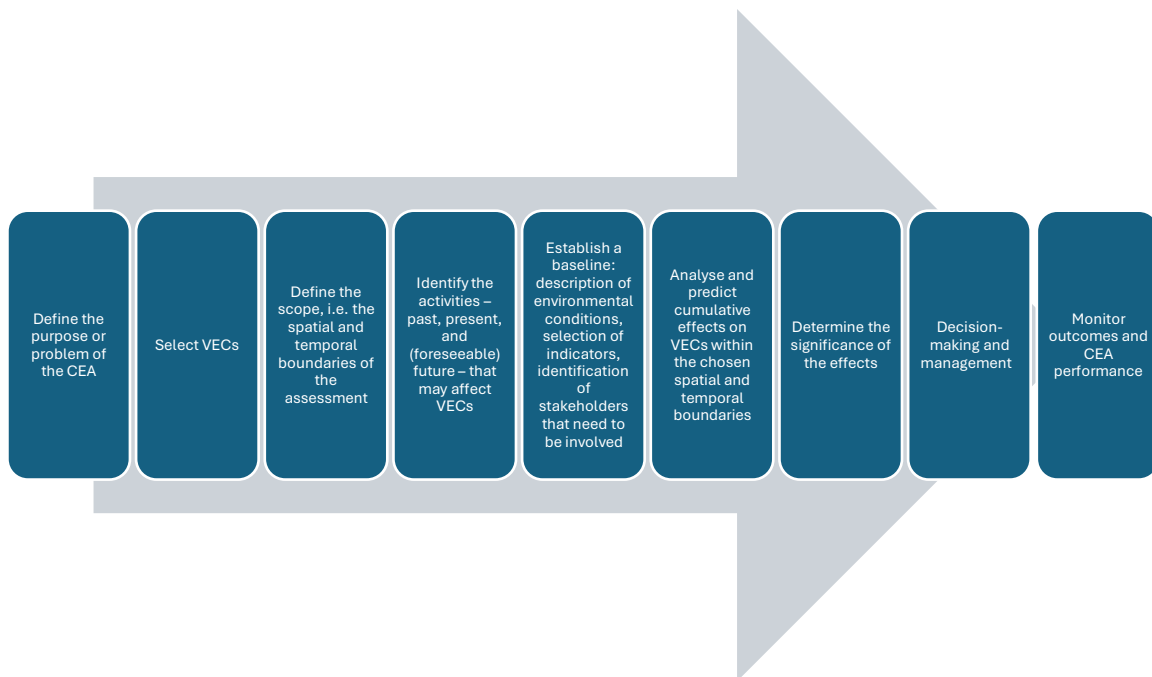 Define the
purpose or
problem of
the CEA
Select VECs
Define the
scope, i.e. the
spatial and
temporal
boundaries of
the
assessment
Identify the
activities –
past, present,
and
(foreseeable)
future – that
may affect
VECs
Establish a
baseline:
description of
environmental
conditions,
selection of
indicators,
identification
of
stakeholders
that need to
be involved
Analyse and
predict
cumulative
effects on
VECs within
the chosen
spatial and
temporal
boundaries
Determine the
significance of
the effects
Decision-
making and
management
Monitor
outcomes and
CEA
performance